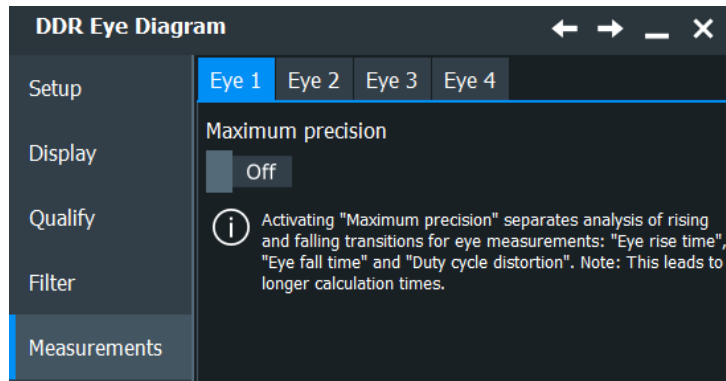 DDR Eye Diagram
Setup
Display
Qualify
Filter
Measurements
Eye 1 Eye 2 Eye 3 Eye 4
Maximum precision
Off
Activating "Maximum precision" separates analysis of rising
and falling transitions for eye measurements: "Eye rise time",
"Eye fall time" and "Duty cycle distortion". Note: This leads to
longer calculation times.